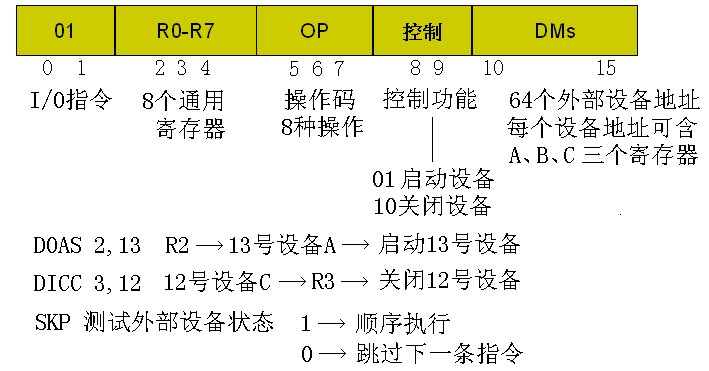 01 R0-R7 OP 控制 DMs
0 1 2 3 4 5 6 7 8 9 10 15
I/0指令 8个通用 操作码 控制功能 64个外部设备地址
寄存器 8种操作 每个设备地址可含
A、B、C 三个寄存器
01 启动设备
10关闭设备
DOAS 2,13 R2 → 13号设备A → 启动13号设备
DICC 3,12 12号设备C → R3 → 关闭12号设备
SKP 测试外部设备状态 1 → 顺序执行
0 → 跳过下一条指令